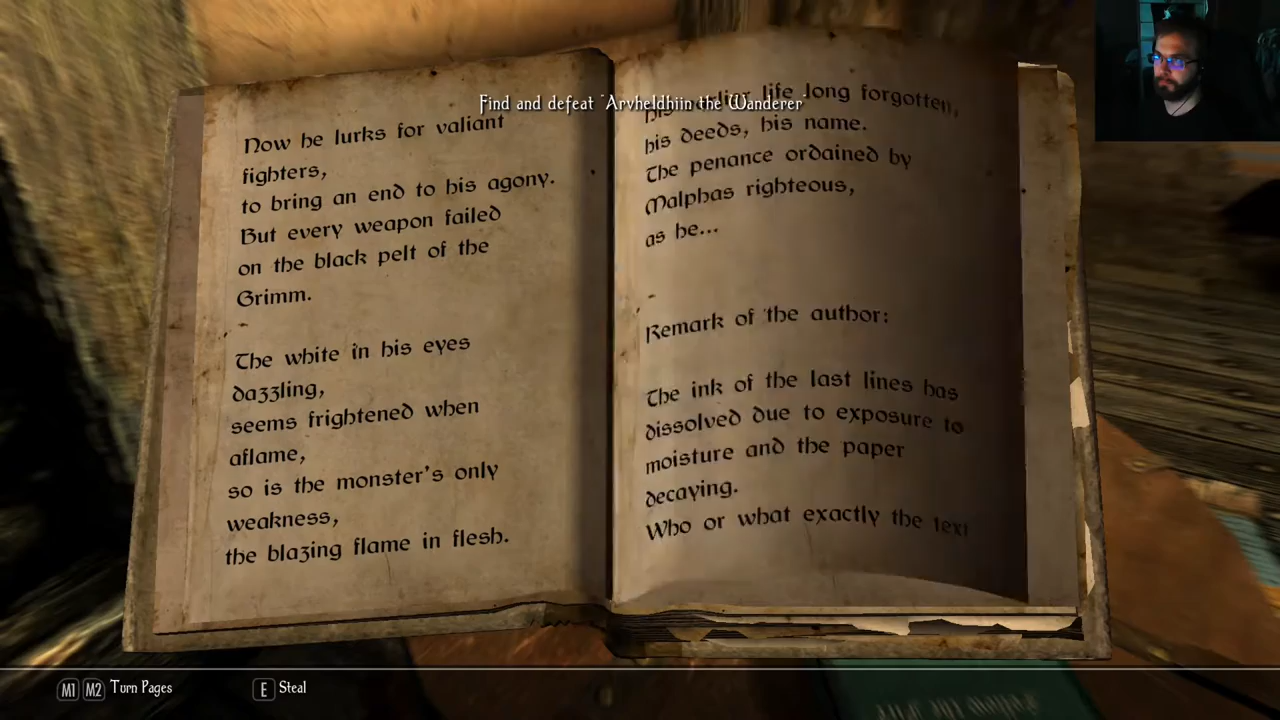 Find and defeat "Arvheldhiin the Wanderer"
Now he lurks for valiant
fighters,
to bring an end to his agony.
But every weapon failed
on the black pelt of the
Grimm.
The white in his eyes
dazzling,
seems frightened when
aflame,
so is the monster's only
weakness,
the blazing flame in flesh.
life long forgotten,
his deeds, his name.
The penance ordained by
Malphas righteous,
as he...
Remark of the author:
The ink of the last lines has
dissolved due to exposure to
moisture and the paper
decaying.
Who or what exactly the text
M1 M2 Turn Pages
E Steal